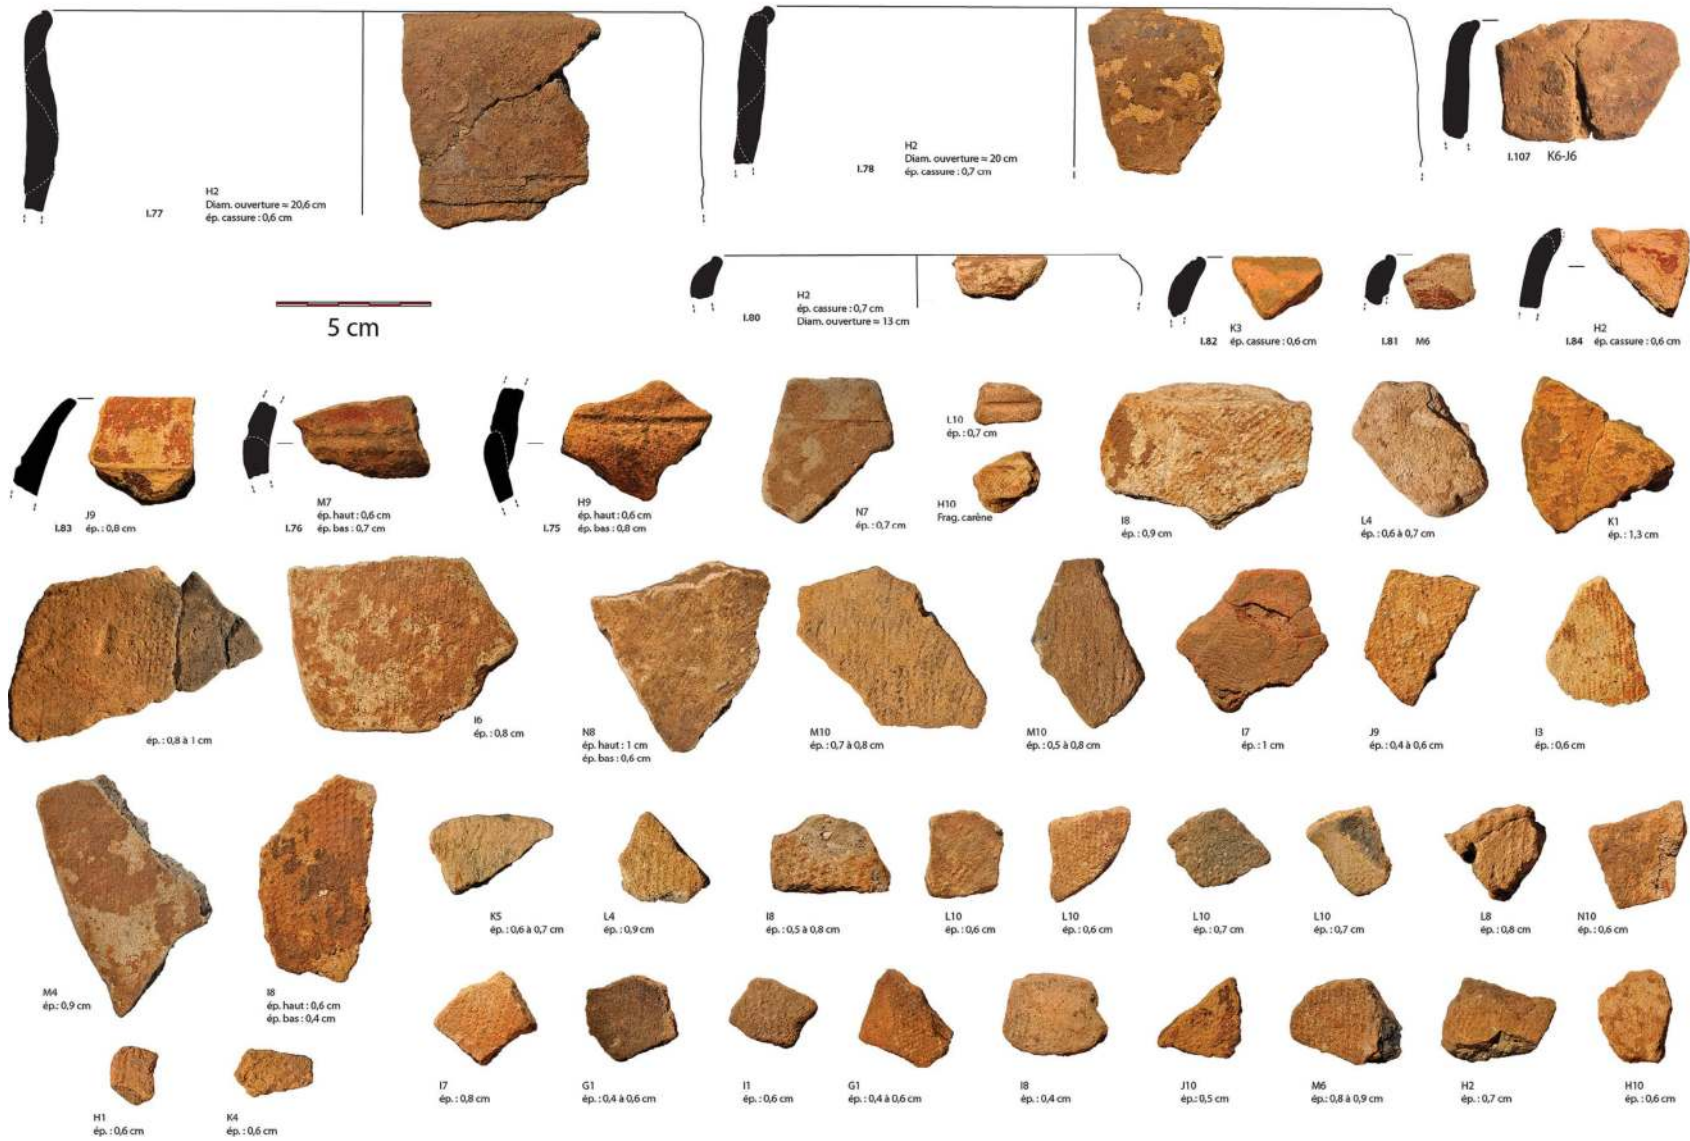 H2
Diam. ouverture ≈ 20,6 cm
I.77
ép. cassure : 0,6 cm
H2
Diam. ouverture ≈ 20 cm
I.78
ép. cassure : 0,7 cm
I.107 K6-J6
5 cm
H2
ép. cassure : 0,7 cm
I.80
Diam. ouverture ≈ 13 cm
K3
I.82
ép. cassure : 0,6 cm
I.81 M6
H2
I.84
ép. cassure : 0,6 cm
J9
I.83
ép. : 0,8 cm
M7
ép. haut : 0,6 cm
I.76
ép. bas : 0,7 cm
H9
ép. haut : 0,6 cm
I.75
ép. bas : 0,8 cm
N7
ép. : 0,7 cm
L10
ép. : 0,7 cm
H10
Frag. carène
I8
ép. : 0,9 cm
L4
ép. : 0,6 à 0,7 cm
K1
ép. : 1,3 cm
ép. : 0,8 à 1 cm
I6
ép. : 0,8 cm
N8
ép. haut : 1 cm
ép. bas : 0,6 cm
M10
ép. : 0,7 à 0,8 cm
M10
ép. : 0,5 à 0,8 cm
I7
ép. : 1 cm
J9
ép. : 0,4 à 0,6 cm
I3
ép. : 0,6 cm
M4
ép.: 0,9 cm
I8
ép. haut : 0,6 cm
ép. bas : 0,4 cm
K5
ép. : 0,6 à 0,7 cm
L4
ép. : 0,9 cm
I8
ép. : 0,5 à 0,8 cm
L10
ép. : 0,6 cm
L10
ép. : 0,6 cm
L10
ép. : 0,7 cm
L10
ép. : 0,7 cm
L8
ép. : 0,8 cm
N10
ép. : 0,6 cm
H1
ép. : 0,6 cm
K4
ép. : 0,6 cm
I7
ép. : 0,8 cm
G1
ép. : 0,4 à 0,6 cm
I1
ép. : 0,6 cm
G1
ép. : 0,4 à 0,6 cm
I8
ép. : 0,4 cm
J10
ép.: 0,5 cm
M6
ép. : 0,8 à 0,9 cm
H2
ép. : 0,7 cm
H10
ép. : 0,6 cm